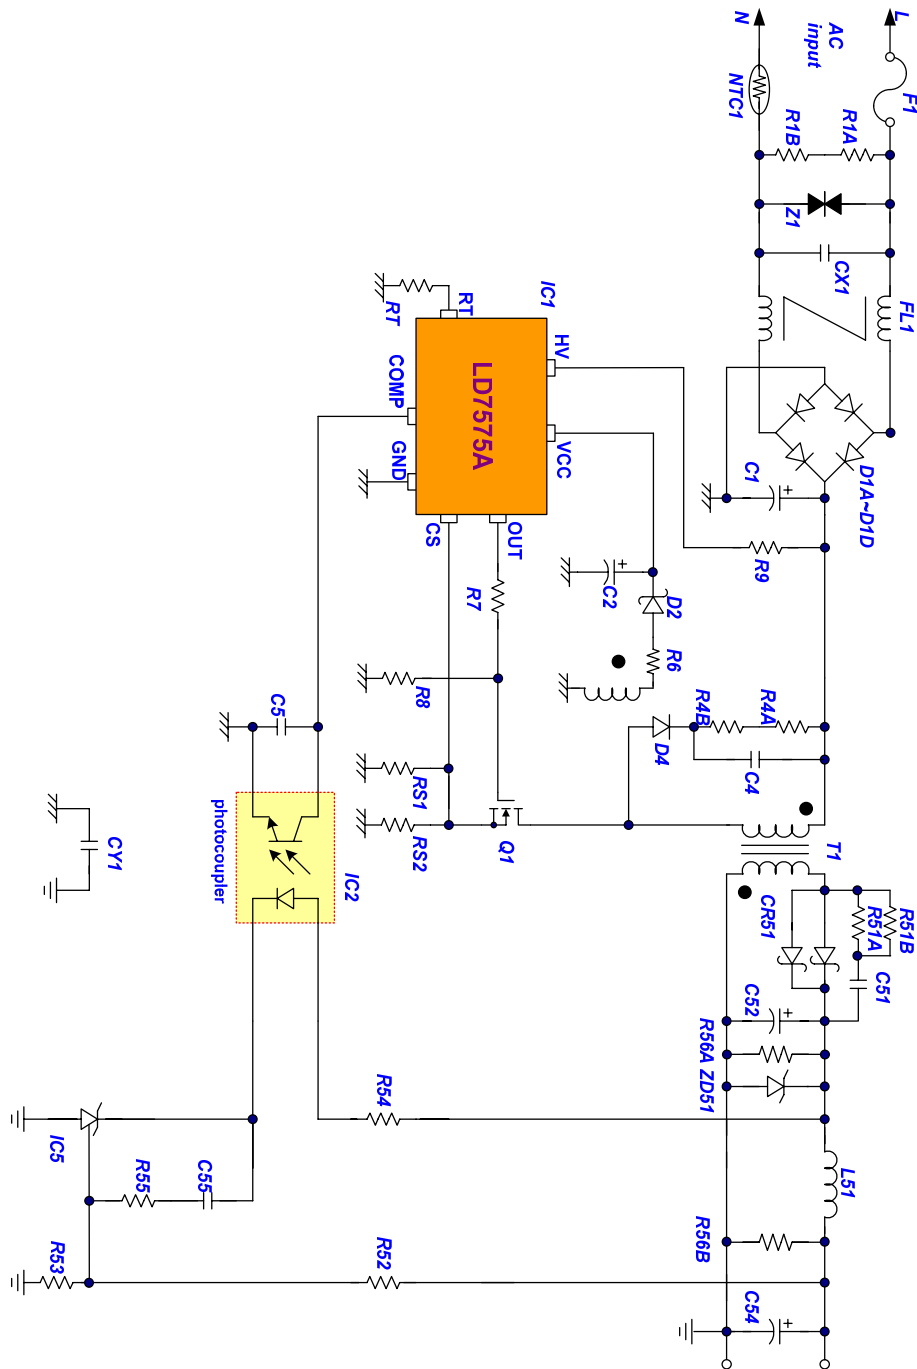 L
AC
input
N
F1
NTC1
R1A
R1B
Z1
CX1
FL1
D1A~D1D
C1
R9
IC1
RT
RT
HV
COMP
LD7575A
VCC
GND
CS
OUT
R7
C2
D2
R6
R8
R4A
R4B
D4
C4
C5
RS1
RS2
Q1
T1
IC2
photocoupler
CY1
CR51
R51B
R51A
C51
C52
R56A
ZD51
R54
L51
IC5
R55
C55
R56B
R53
R52
C54